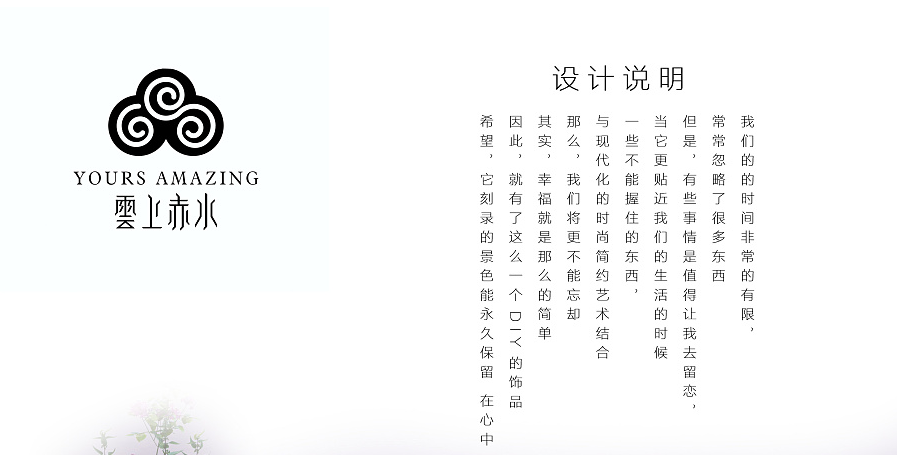 YOURS AMAZING
雲上赤水
设计说明
我们的的时间非常的有限，
常常忽略了很多东西
但是，有些事情是值得让我去留恋，
当它更贴近我们的生活的时候
一些不能握住的东西，
与现代化的时尚简约艺术结合
那么，我们将更不能忘却
其实，幸福就是那么的简单
因此，就有了这么一个DIY的饰品
希望，它刻录的景色能永久保留 在心中